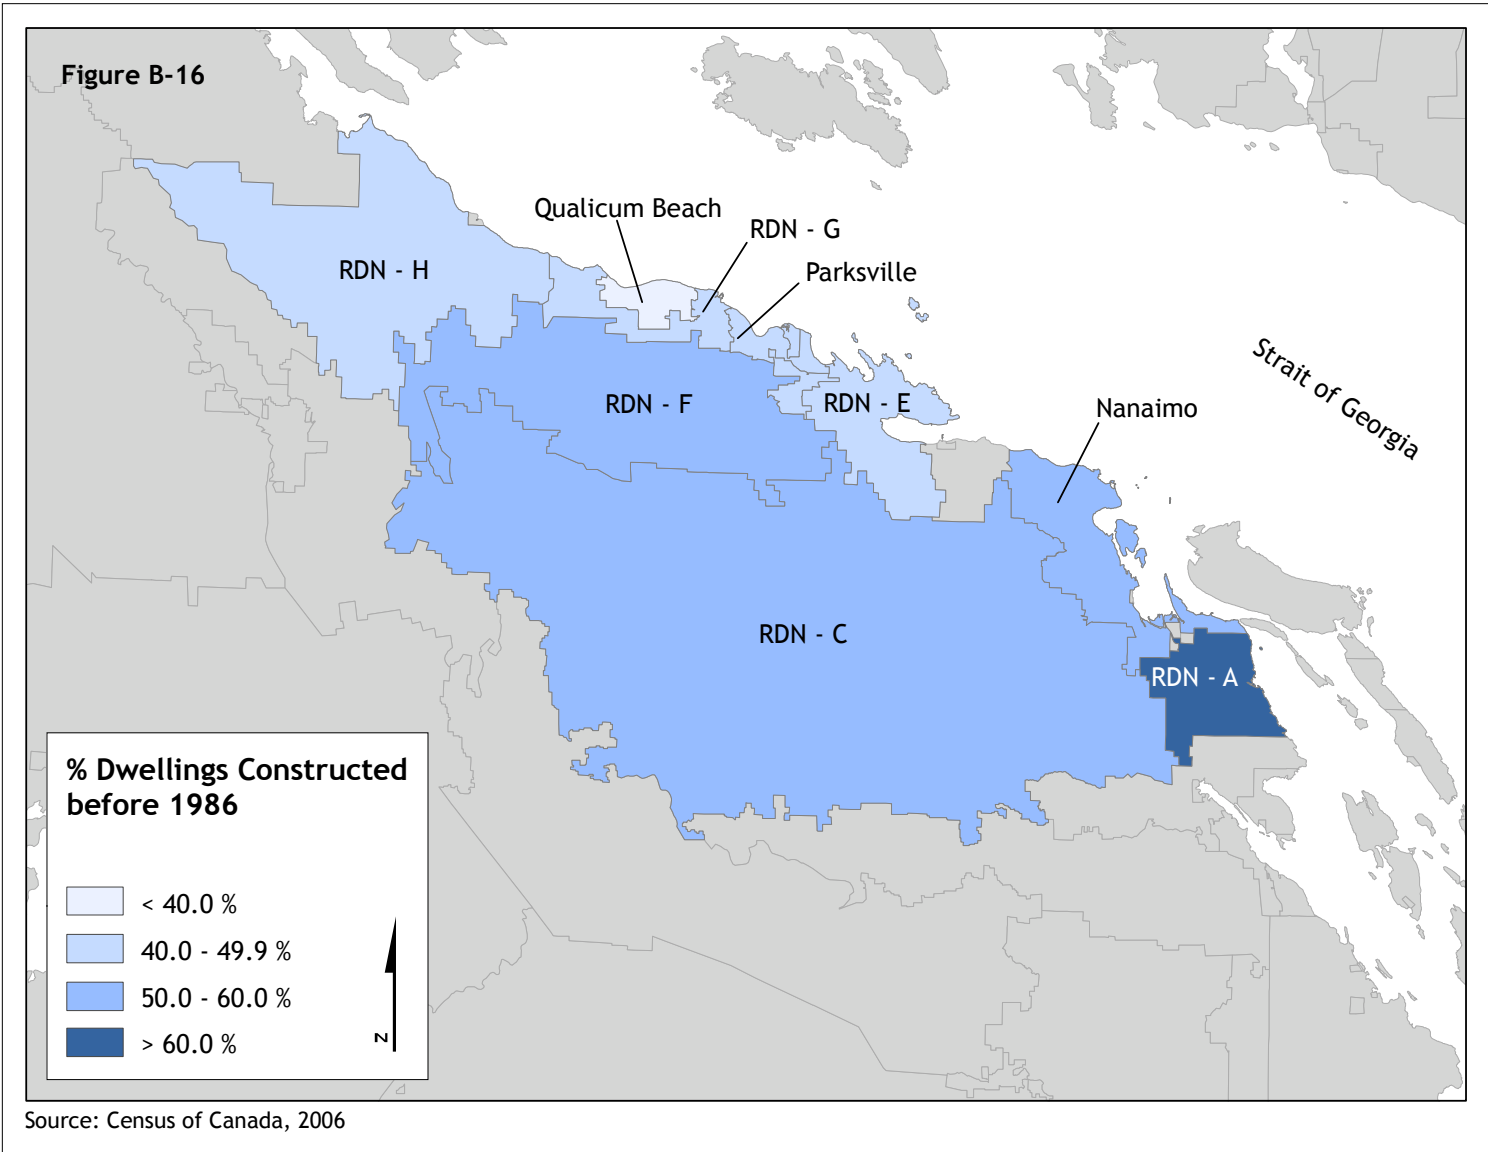 Figure B-16
Qualicum Beach
RDN - G
Parksville
RDN - H
Strait of Georgia
RDN - F
RDN - E
Nanaimo
RDN - C
RDN - A
% Dwellings Constructed
before 1986
< 40.0 %
40.0 - 49.9 %
50.0 - 60.0 %
> 60.0 %
N
Source: Census of Canada, 2006